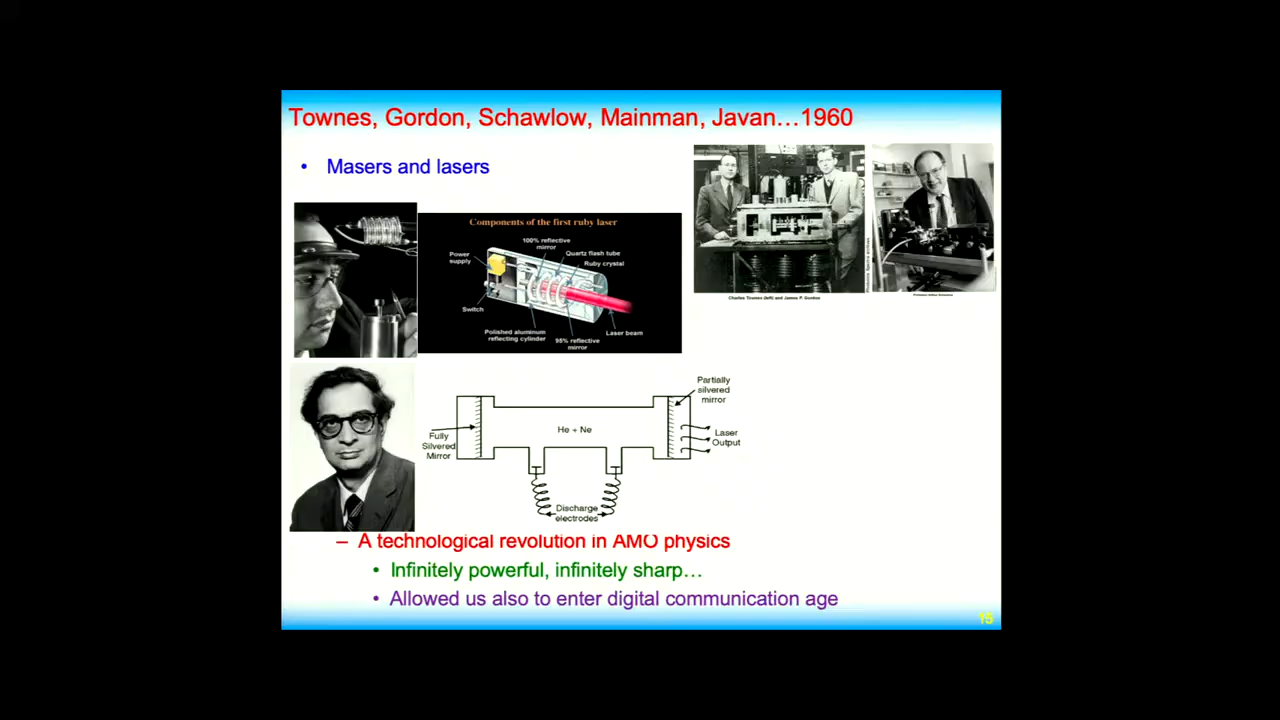 Townes, Gordon, Schawlow, Mainman, Javan…1960
• Masers and lasers
Components of the first ruby laser
100% reflective
mirror
Quartz flash tube
Ruby crystal
Power
supply
Switch
Polished aluminum
reflecting cylinder
95% reflective
mirror
Laser beam
Charles Townes (left) and James P. Gordon
Partially
silvered
mirror
He + Ne
Fully
Silvered
Mirror
Laser
Output
Discharge
electrodes
– A technological revolution in AMO physics
• Infinitely powerful, infinitely sharp…
• Allowed us also to enter digital communication age
15